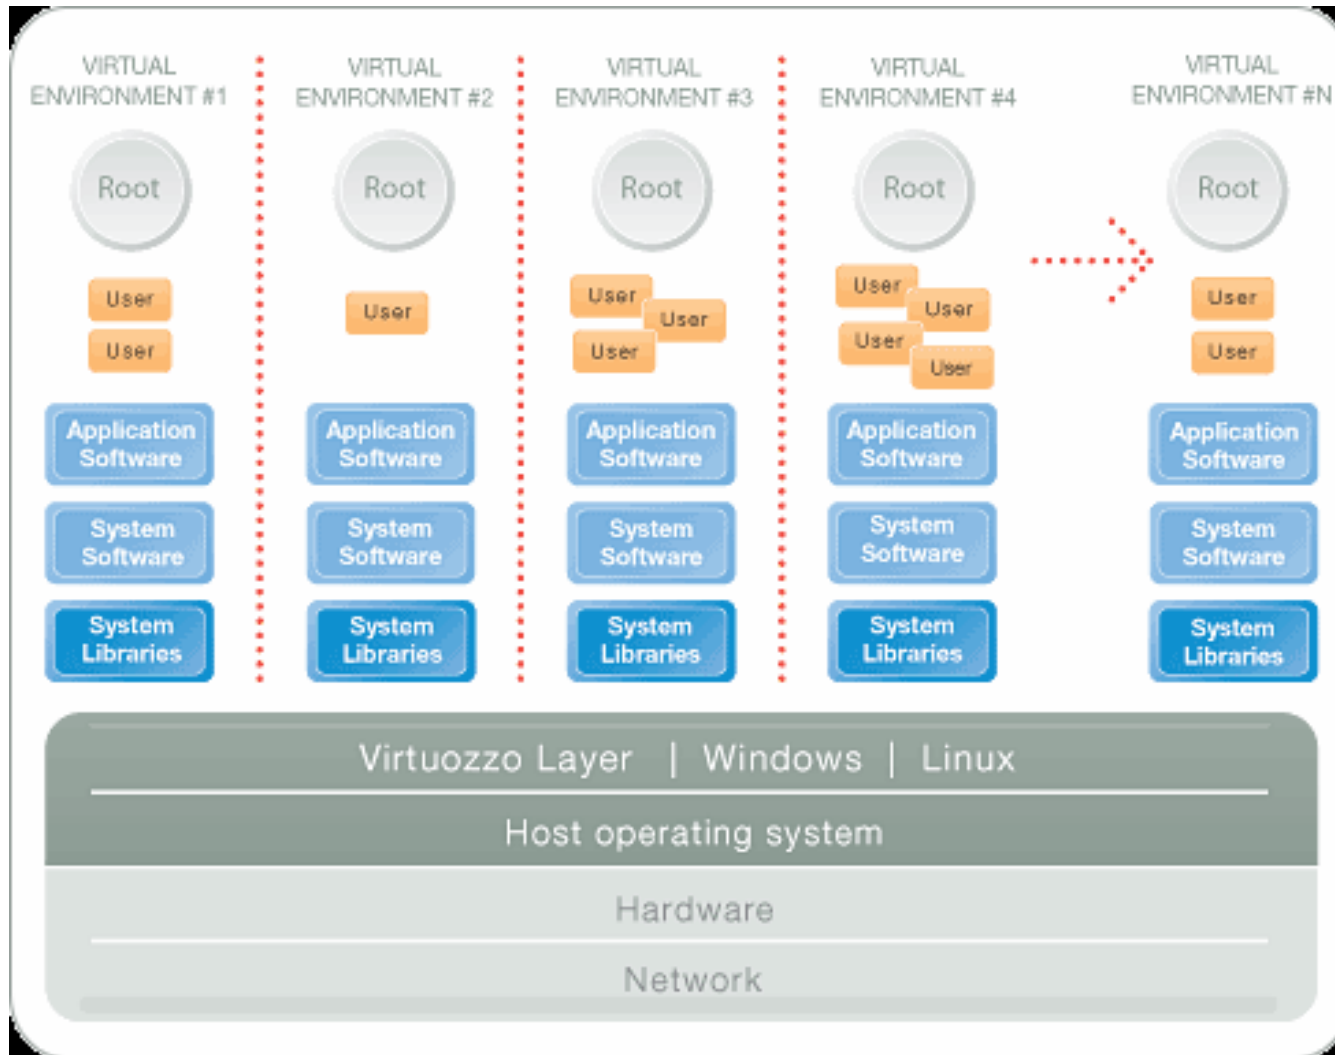 VIRTUAL
ENVIRONMENT #1
Root
User
User
Application
Software
System
Software
System
Libraries
VIRTUAL
ENVIRONMENT #2
Root
User
Application
Software
System
Software
System
Libraries
VIRTUAL
ENVIRONMENT #3
Root
User
User
User
Application
Software
System
Software
System
Libraries
VIRTUAL
ENVIRONMENT #4
Root
User
User
User
User
Application
Software
System
Software
System
Libraries
VIRTUAL
ENVIRONMENT #N
Root
User
User
Application
Software
System
Software
System
Libraries
Virtuozzo Layer | Windows | Linux
Host operating system
Hardware
Network